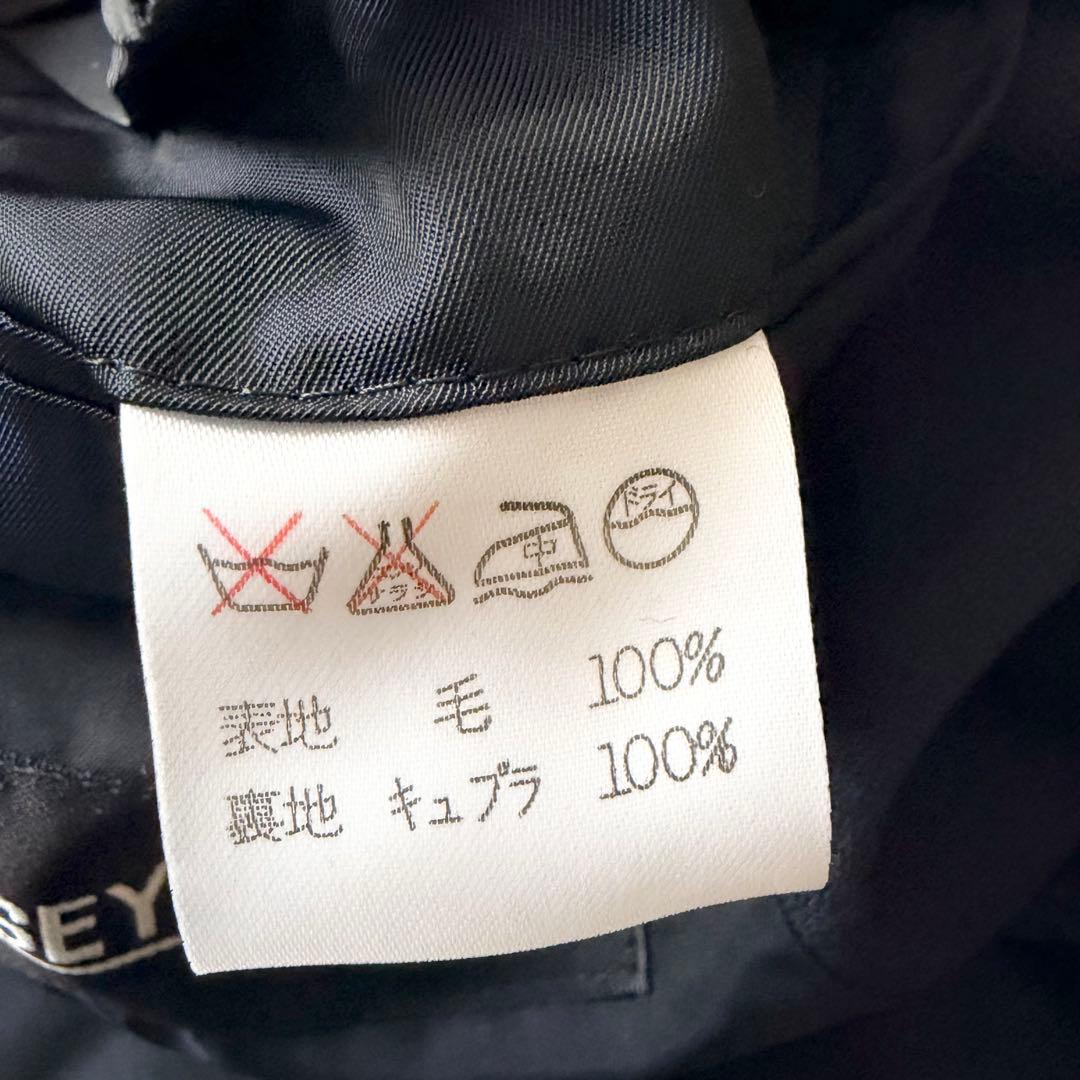 中 ドライ
表地 毛 100%
裏地 キュプラ 100%
SEY